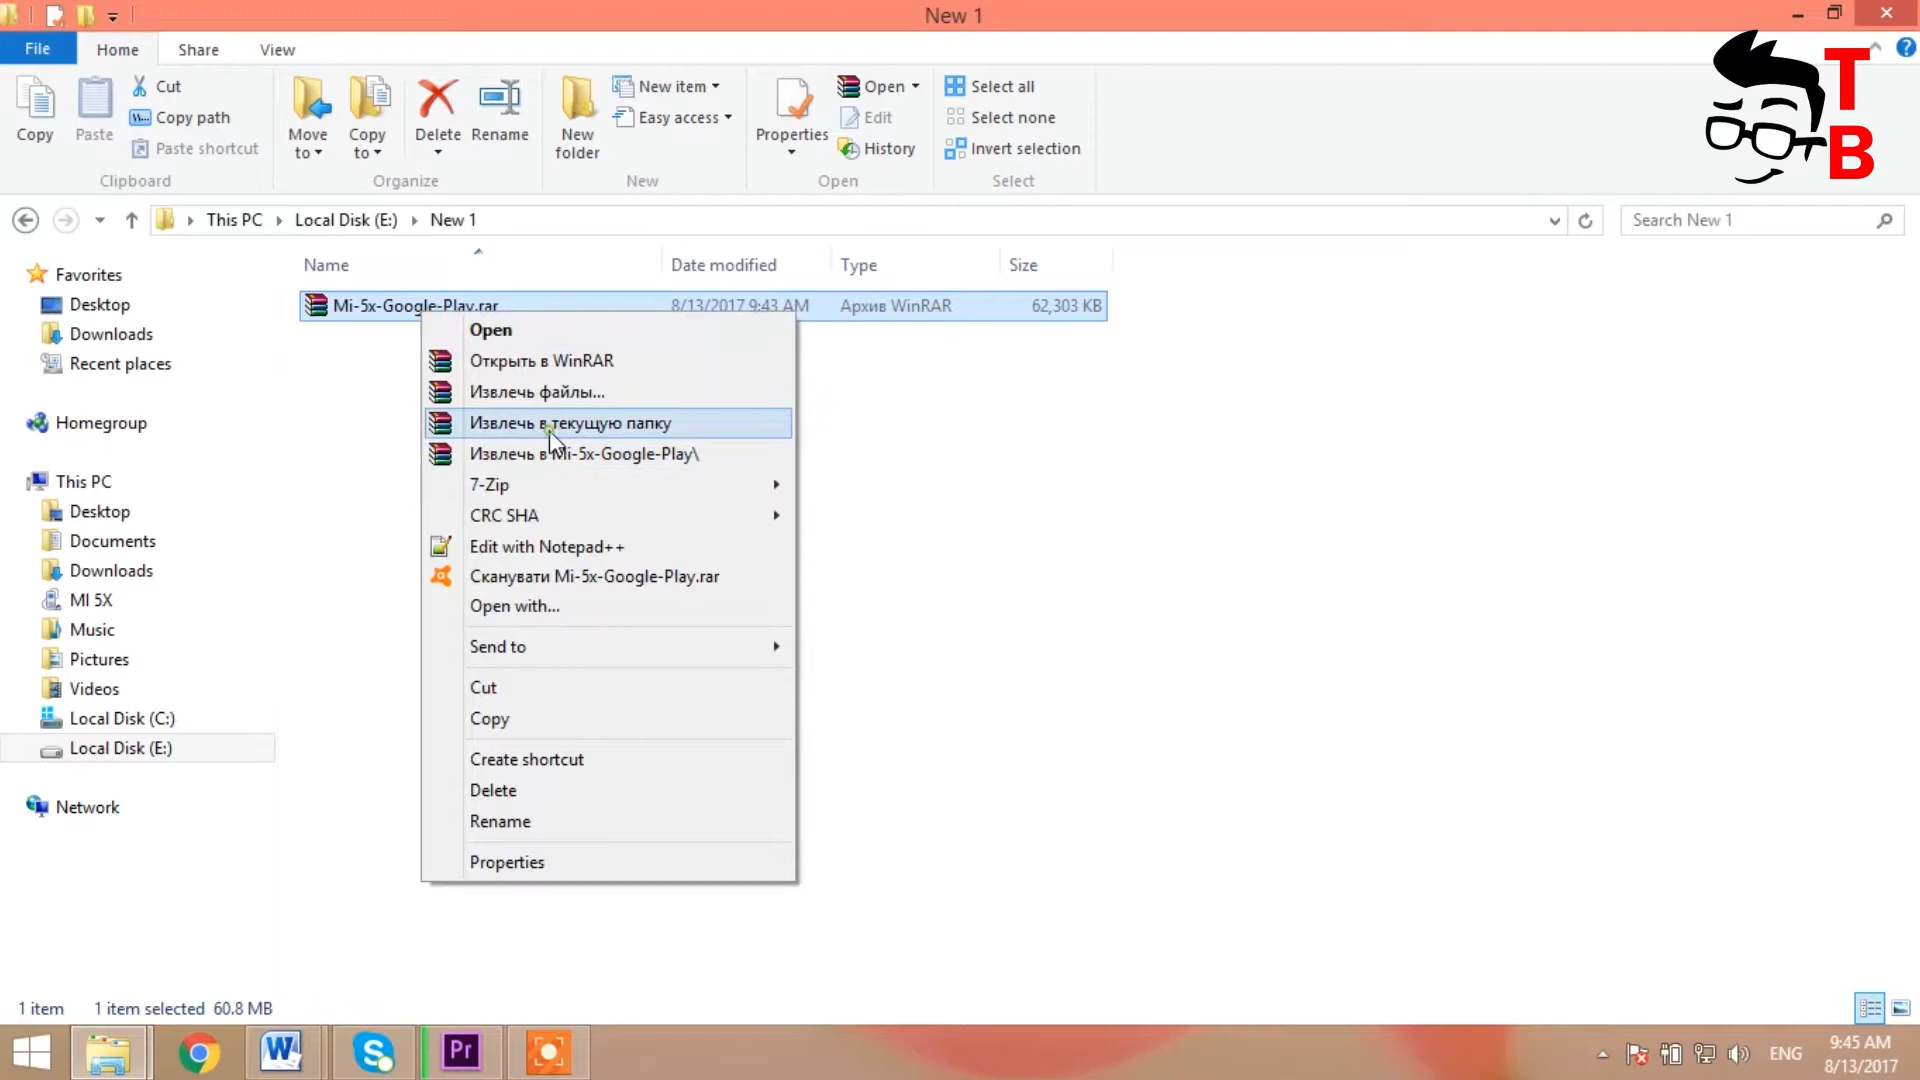 New 1
File Home Share View
Copy
Paste
Cut
Copy path
Paste shortcut
Clipboard
Move to
Copy to
Delete
Rename
Organize
New folder
New item
Easy access
New
Properties
Open
Edit
History
Open
Select all
Select none
Invert selection
Select
T
B
This PC Local Disk (E:) New 1
Search New 1
Name Date modified Type Size
Mi-5x-Google-Play.rar 8/13/2017 9:43 AM Архив WinRAR 62,303 KB
Favorites
Desktop
Downloads
Recent places
Homegroup
This PC
Desktop
Documents
Downloads
MI 5X
Music
Pictures
Videos
Local Disk (C:)
Local Disk (E:)
Network
Open
Открыть в WinRAR
Извлечь файлы...
Извлечь в текущую папку
Извлечь в Mi-5x-Google-Play\
7-Zip
CRC SHA
Edit with Notepad++
Сканувати Mi-5x-Google-Play.rar
Open with...
Send to
Cut
Copy
Create shortcut
Delete
Rename
Properties
1 item 1 item selected 60.8 MB
W
S
Pr
ENG
9:45 AM
8/13/2017